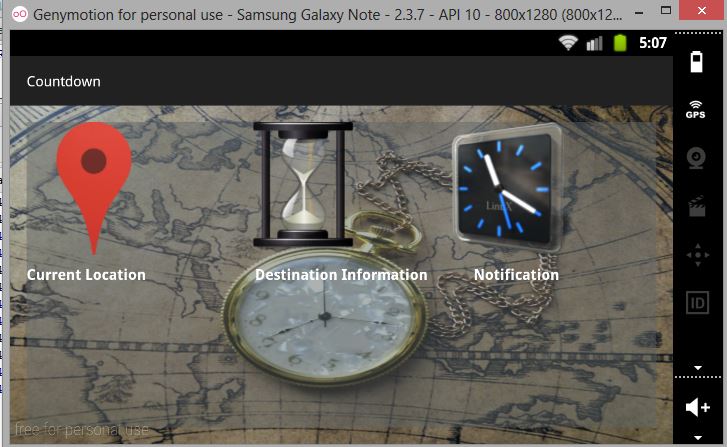 Genymotion for personal use - Samsung Galaxy Note - 2.3.7 - API 10 - 800x1280 (800x12...
5:07
Countdown
GPS
LinuX
Current Location
Destination Information
Notification
ID
free for personal use